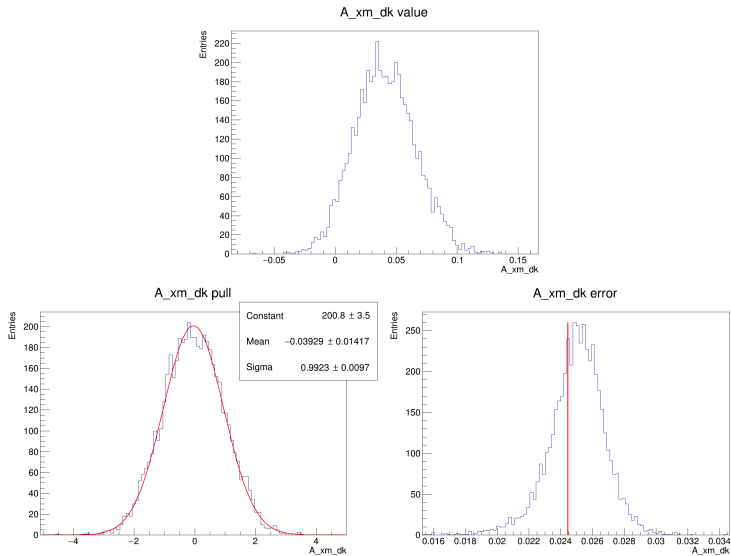 A_xm_dk value
Entries
220
200
180
160
140
120
100
80
60
40
20
0
−0.05 0 0.05 0.1 0.15
A_xm_dk
A_xm_dk pull
Entries
200
180
160
140
120
100
80
60
40
20
0
−4 −2 0 2 4
A_xm_dk
Constant 200.8 ± 3.5
Mean −0.03929 ± 0.01417
Sigma 0.9923 ± 0.0097
A_xm_dk error
Entries
250
200
150
100
50
0
0.016 0.018 0.02 0.022 0.024 0.026 0.028 0.03 0.032 0.034
A_xm_dk